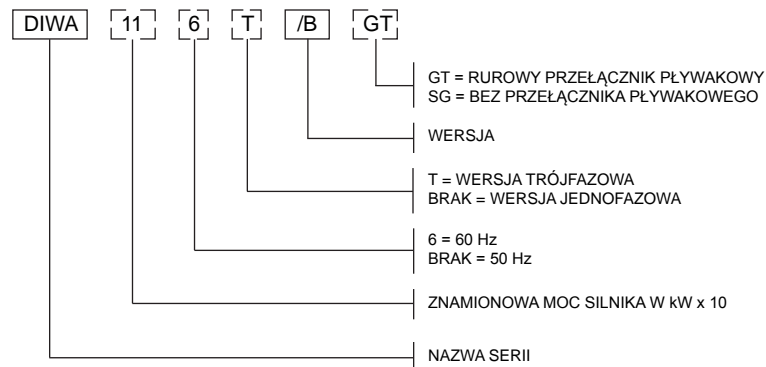 DIWA 11 6 T /B GT
GT = RUROWY PRZEŁĄCZNIK PŁYWAKOWY
SG = BEZ PRZEŁĄCZNIKA PŁYWAKOWEGO
WERSJA
T = WERSJA TRÓJFAZOWA
BRAK = WERSJA JEDNOFAZOWA
6 = 60 Hz
BRAK = 50 Hz
ZNAMIONOWA MOC SILNIKA W kW x 10
NAZWA SERII